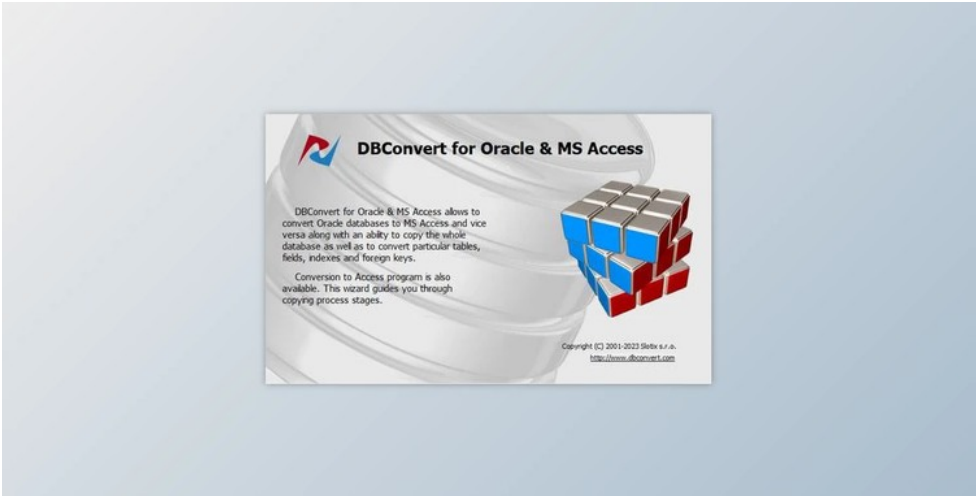 DBConvert for Oracle & MS Access
DBConvert for Oracle & MS Access allows to
convert Oracle databases to MS Access and vice
versa along with an ability to copy the whole
database as well as to convert particular tables,
fields, indexes and foreign keys.
Conversion to Access program is also
available. This wizard guides you through
copying process stages.
Copyright (C) 2001-2023 Slotix s.r.o.
http://www.dbconvert.com